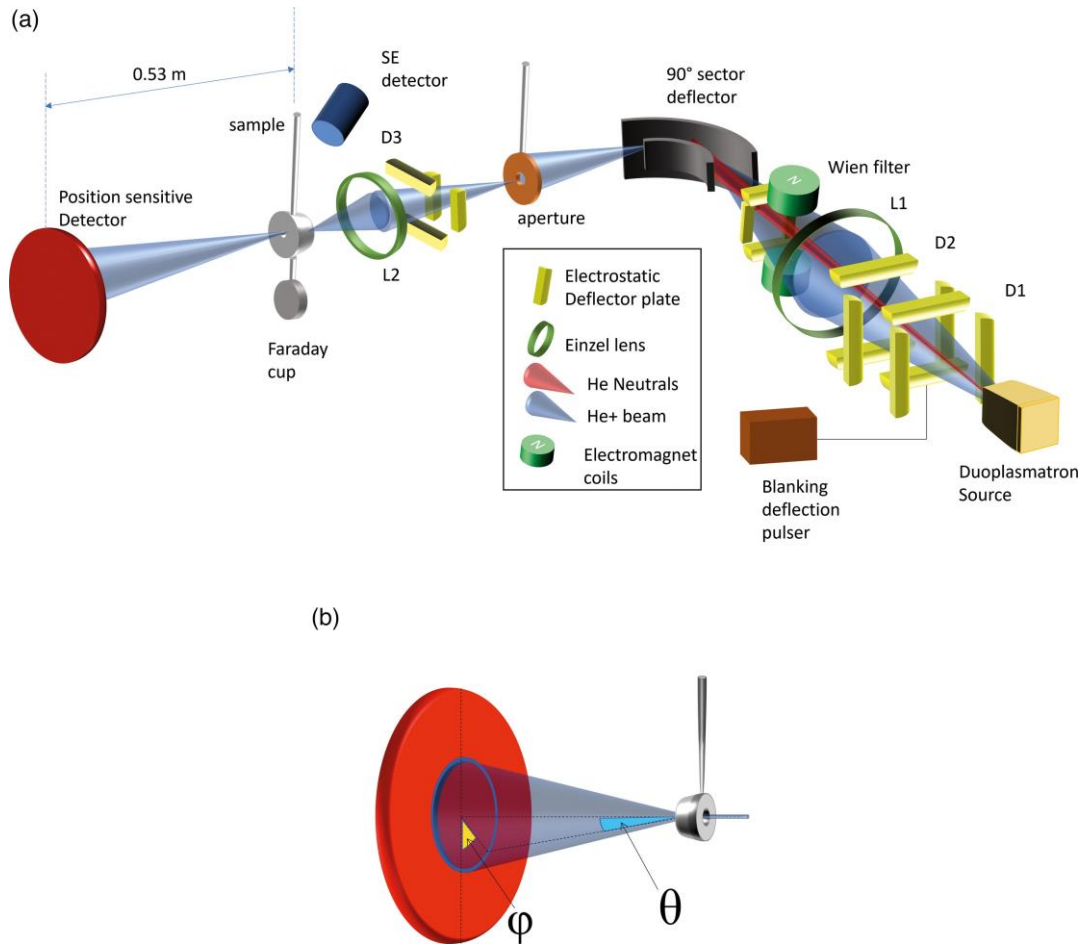 (a)
0.53 m
SE
detector
90° sector
deflector
sample
D3
Wien filter
N
L1
Position sensitive
Detector
aperture
D2
L2
D1
Electrostatic
Deflector plate
Einzel lens
He Neutrals
He+ beam
N
Electromagnet
coils
Faraday
cup
Blanking
deflection
pulser
Duoplasmatron
Source
(b)
φ
θ